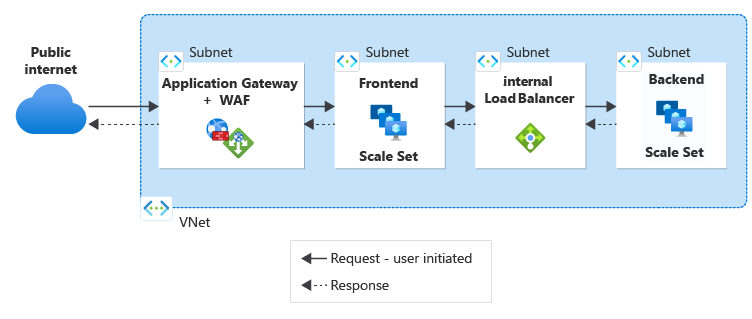 Public
internet
Subnet
Application Gateway
+ WAF
Subnet
Frontend
Scale Set
Subnet
internal
Load Balancer
Subnet
Backend
Scale Set
VNet
Request - user initiated
Response